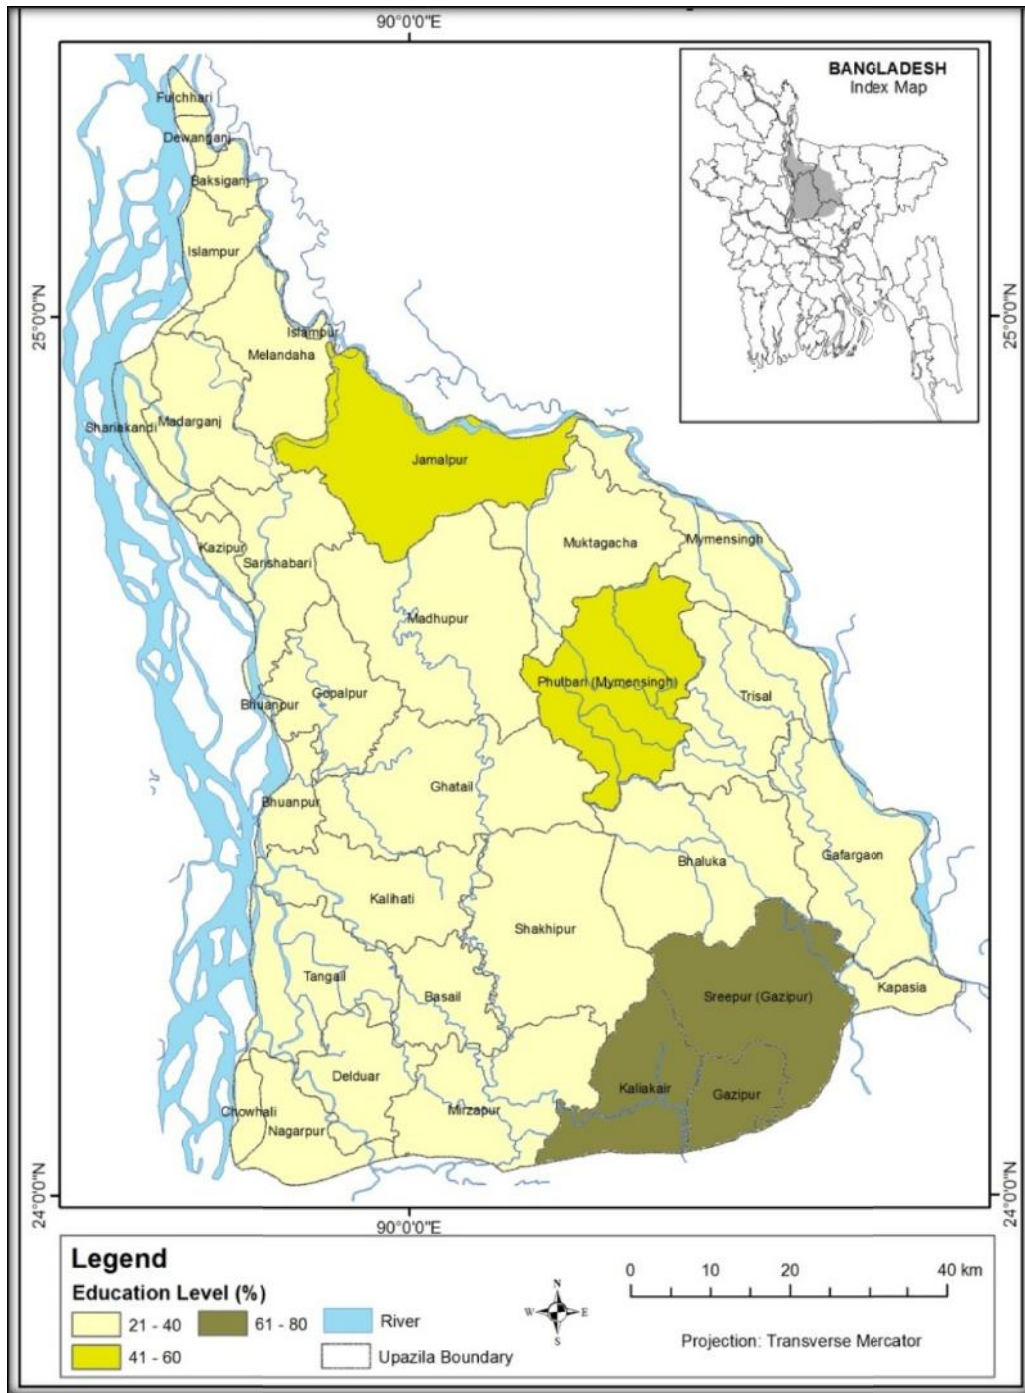 90°0'0"E
BANGLADESH
Index Map
Fulchhari
Dewanganj
Baksiganj
Islampur
25°0'0"N
25°0'0"N
Islampur
Melandaha
Shariakandi
Madarganj
Jamalpur
Kazipur
Sarishabari
Muktagacha
Mymensingh
Madhupur
Phulbari (Mymensingh)
Gopalpur
Bhuanpur
Trisal
Ghatail
Bhuanpur
Bhaluka
Gafargaon
Kalihati
Shakhipur
Tangail
Basail
Sreepur (Gazipur)
Kapasia
Delduar
Kaliakair
Gazipur
Chowhali
Mirzapur
Nagarpur
24°0'0"N
24°0'0"N
90°0'0"E
Legend
Education Level (%)
21 - 40
61 - 80
River
41 - 60
Upazila Boundary
N
W
E
S
0 10 20 40 km
Projection: Transverse Mercator